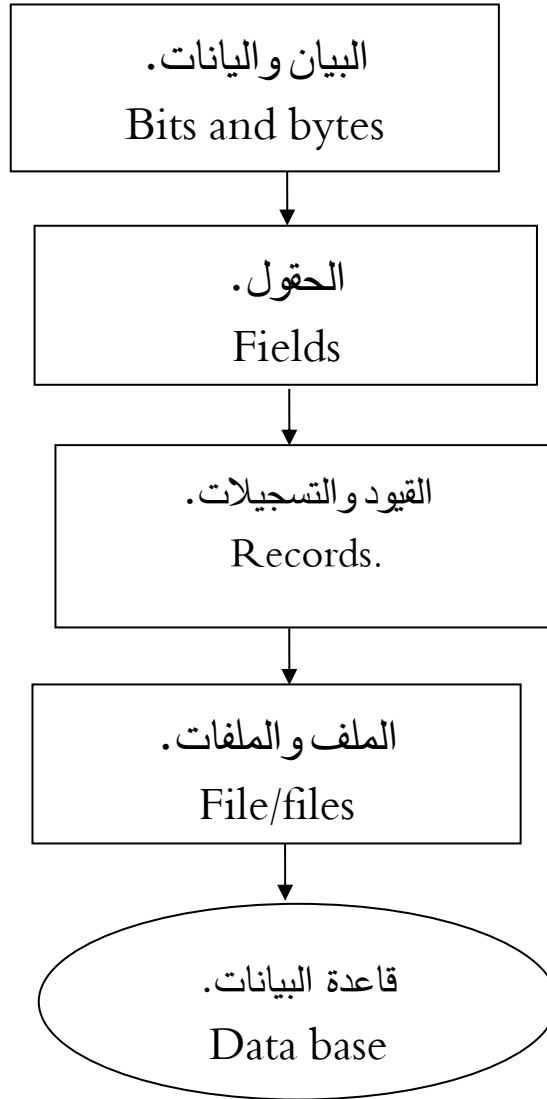 البيان واليانات.
Bits and bytes
الحقول.
Fields
القيود والتسجيلات.
Records.
الملف والملفات.
File/files
قاعدة البيانات.
Data base